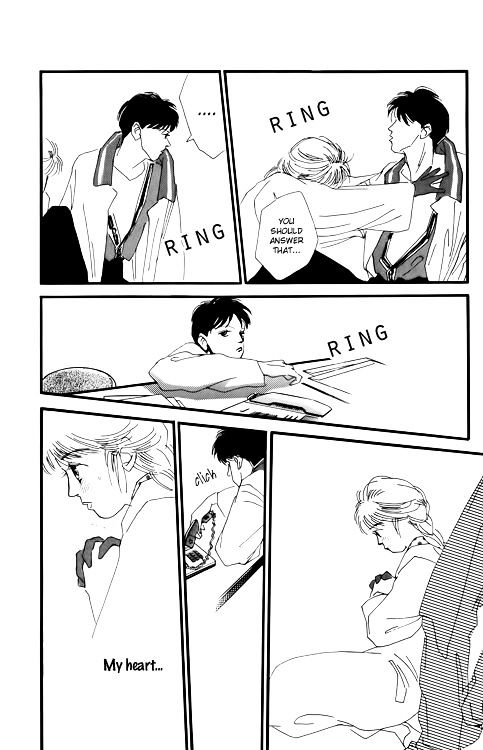 RING
YOU
SHOULD
ANSWER
THAT...
....
RING
RING
click
My heart...